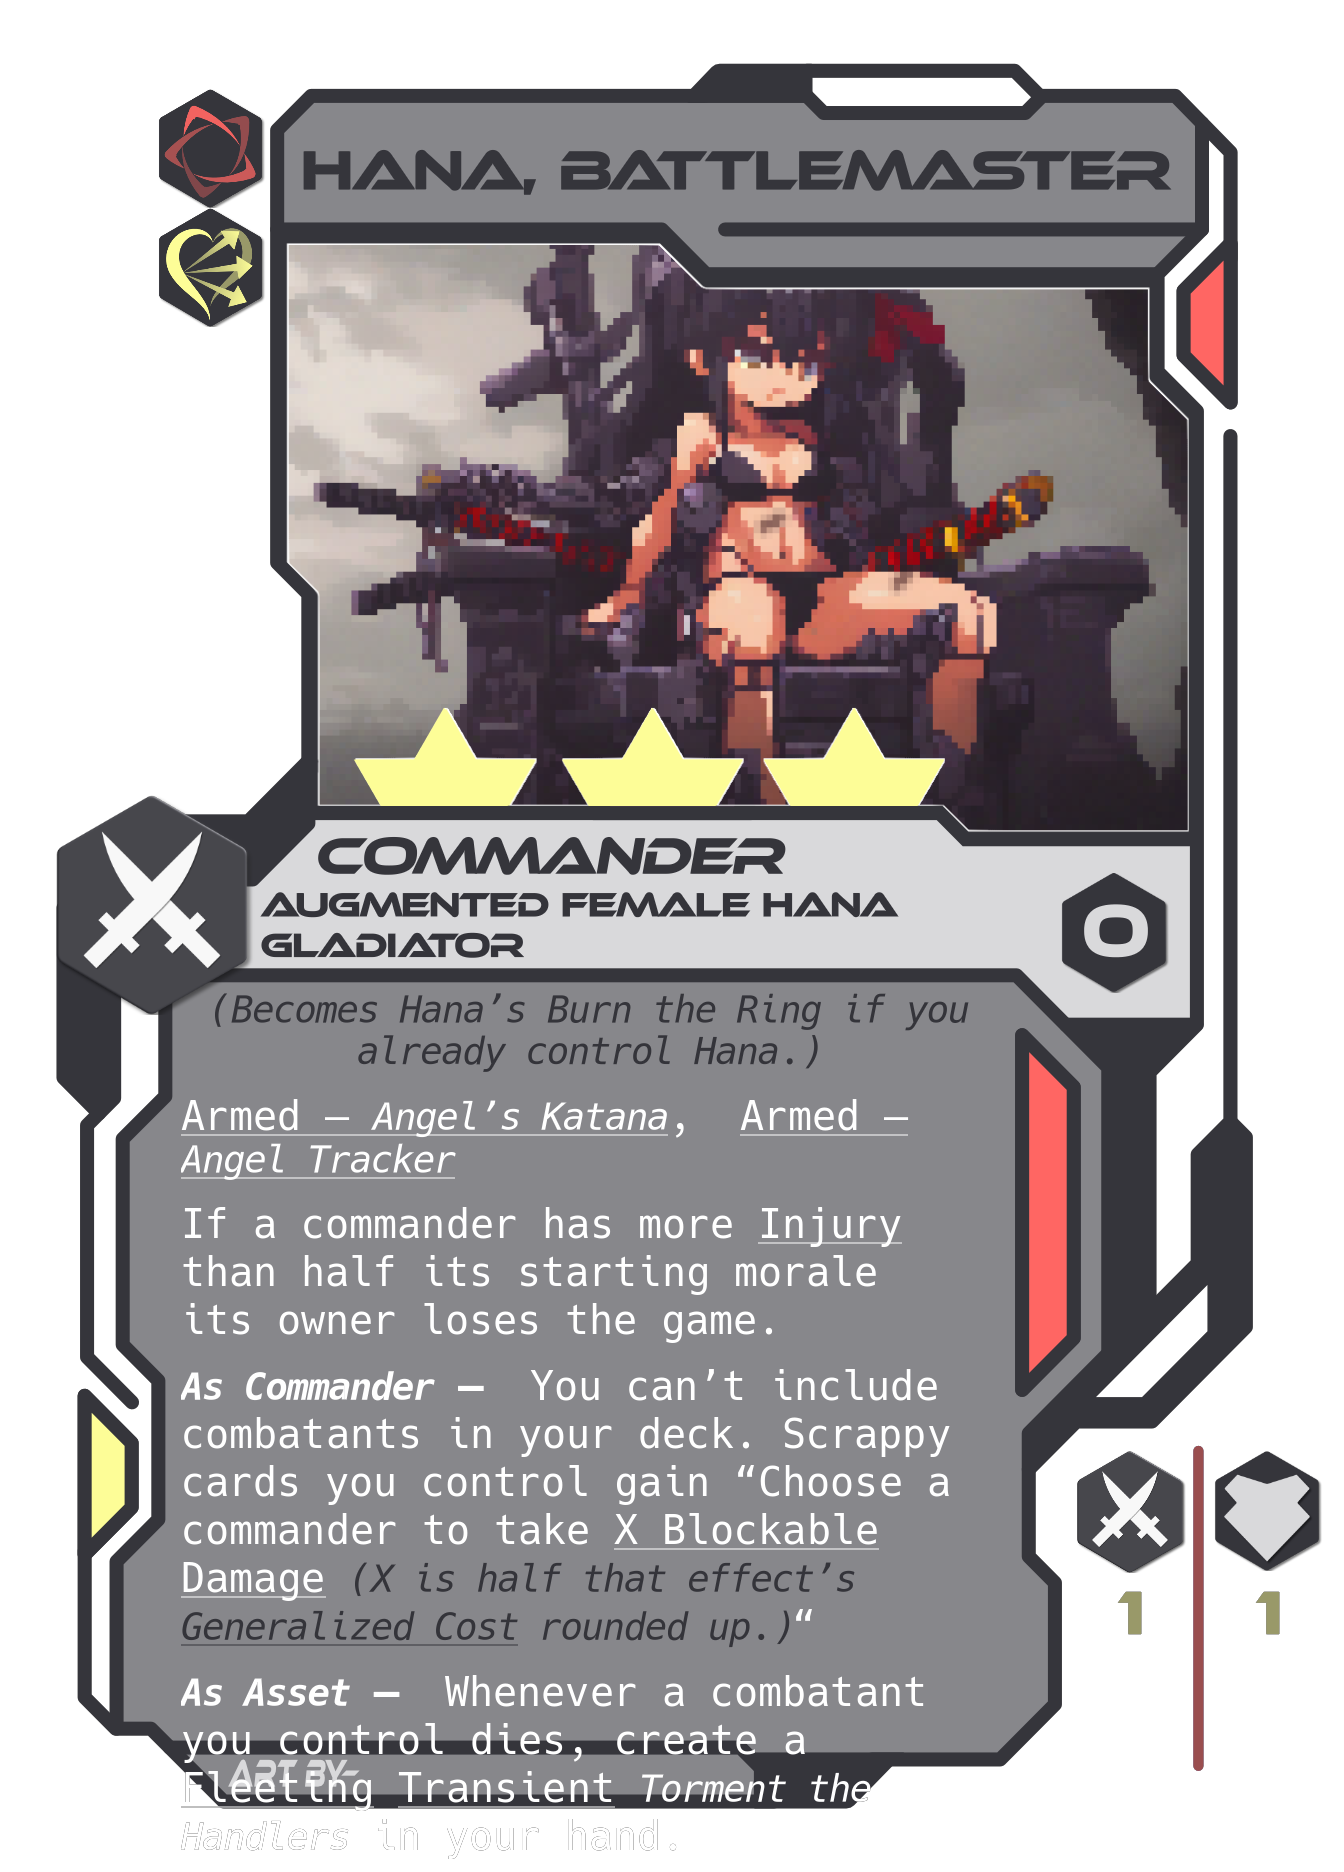 HANA, BATTLEMASTER
COMMANDER
AUGMENTED FEMALE HANA
GLADIATOR
0
(Becomes Hana’s Burn the Ring if you
already control Hana.)
Armed – Angel’s Katana, Armed –
Angel Tracker
If a commander has more Injury
than half its starting morale
its owner loses the game.
As Commander – You can’t include
combatants in your deck. Scrappy
cards you control gain “Choose a
commander to take X Blockable
Damage (X is half that effect’s
Generalized Cost rounded up.)“
1 1
As Asset – Whenever a combatant
you control dies, create a
ART BY-
Fleeting Transient Torment the
Handlers in your hand.